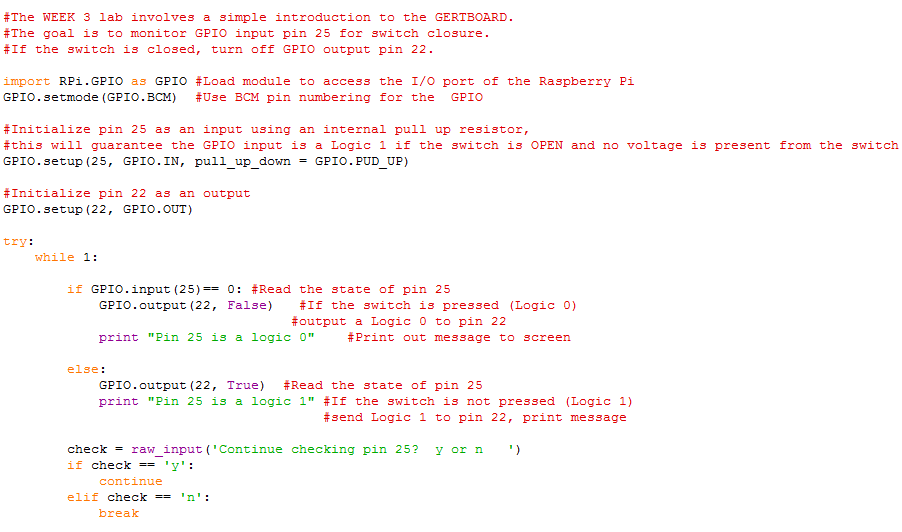 #The WEEK 3 lab involves a simple introduction to the GERTBOARD.
#The goal is to monitor GPIO input pin 25 for switch closure.
#If the switch is closed, turn off GPIO output pin 22.

import RPi.GPIO as GPIO #Load module to access the I/O port of the Raspberry Pi
GPIO.setmode(GPIO.BCM)  #Use BCM pin numbering for the  GPIO

#Initialize pin 25 as an input using an internal pull up resistor,
#this will guarantee the GPIO input is a Logic 1 if the switch is OPEN and no voltage is present from the switch
GPIO.setup(25, GPIO.IN, pull_up_down = GPIO.PUD_UP)

#Initialize pin 22 as an output
GPIO.setup(22, GPIO.OUT)

try:
    while 1:

        if GPIO.input(25)== 0: #Read the state of pin 25
            GPIO.output(22, False)   #If the switch is pressed (Logic 0)
                                    #output a Logic 0 to pin 22
            print "Pin 25 is a logic 0"    #Print out message to screen

        else:
            GPIO.output(22, True)  #Read the state of pin 25
            print "Pin 25 is a logic 1" #If the switch is not pressed (Logic 1)
                                        #send Logic 1 to pin 22, print message

        check = raw_input('Continue checking pin 25?  y or n   ')
        if check == 'y':
            continue
        elif check == 'n':
            break